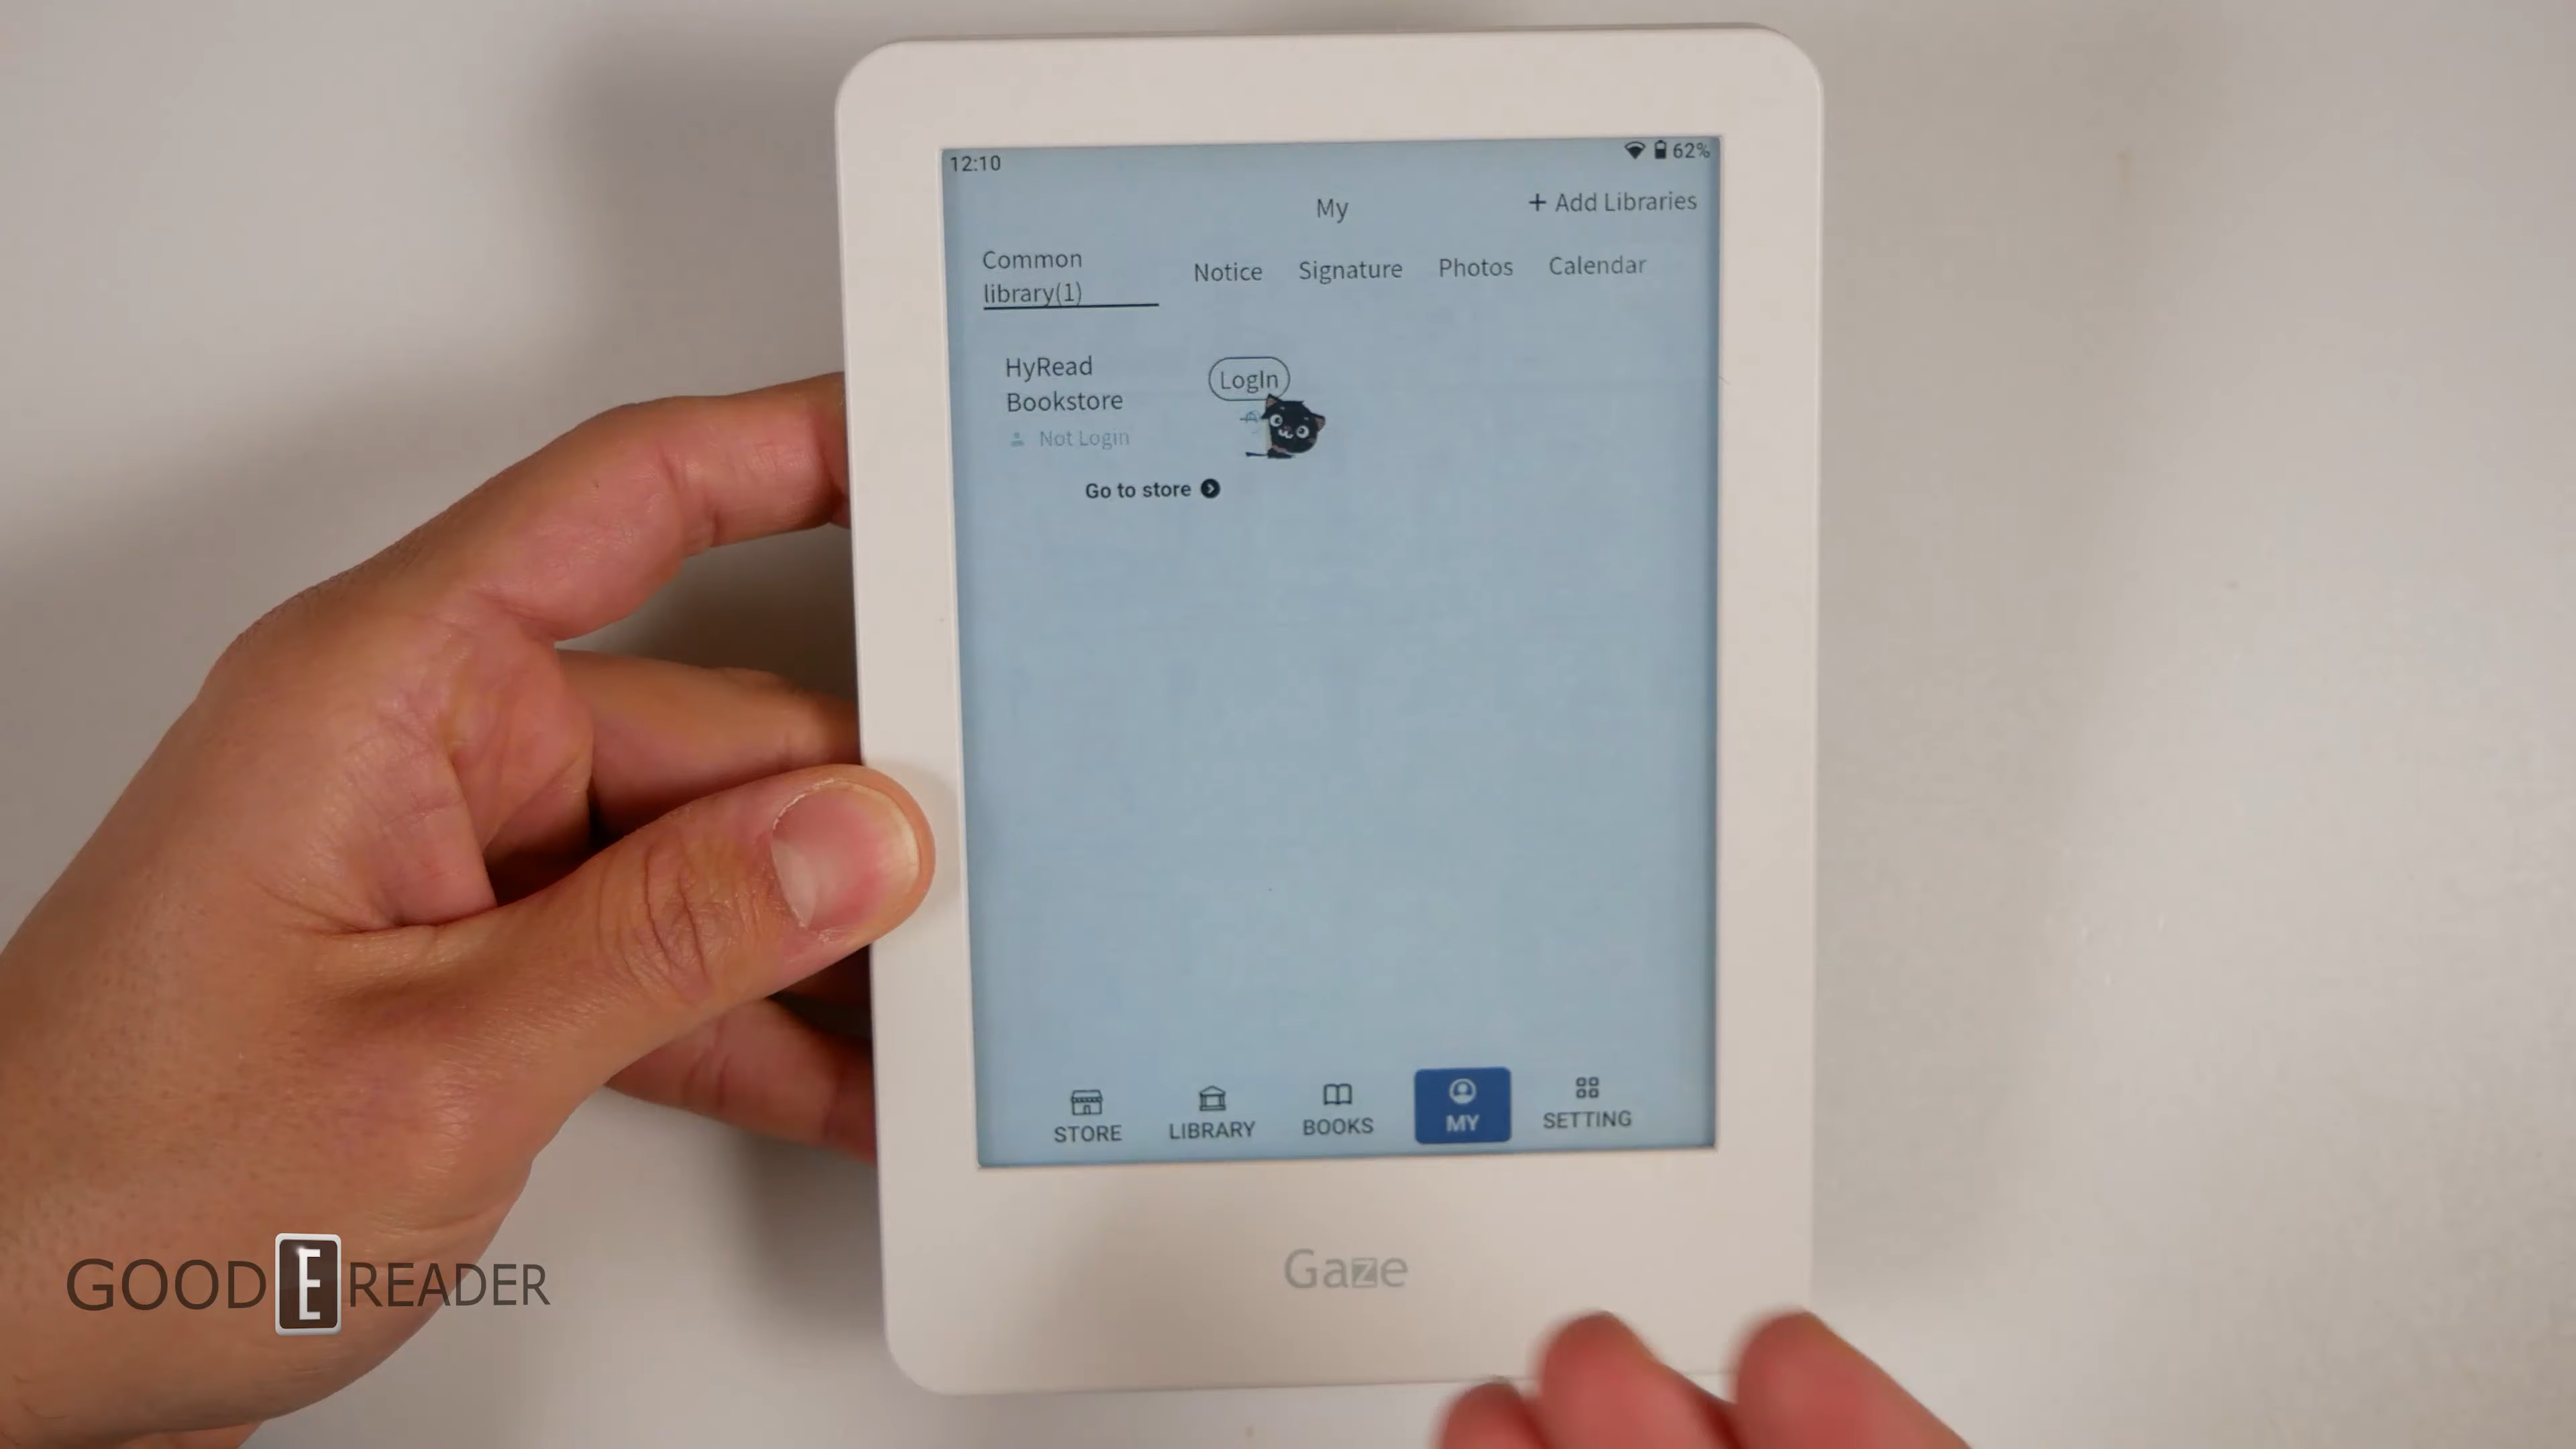 12:10
62%
My
+ Add Libraries
Common
library(1)
Notice
Signature
Photos
Calendar
HyRead
Bookstore
LogIn
Not Login
Go to store
STORE
LIBRARY
BOOKS
MY
SETTING
Gaze
GOOD E READER